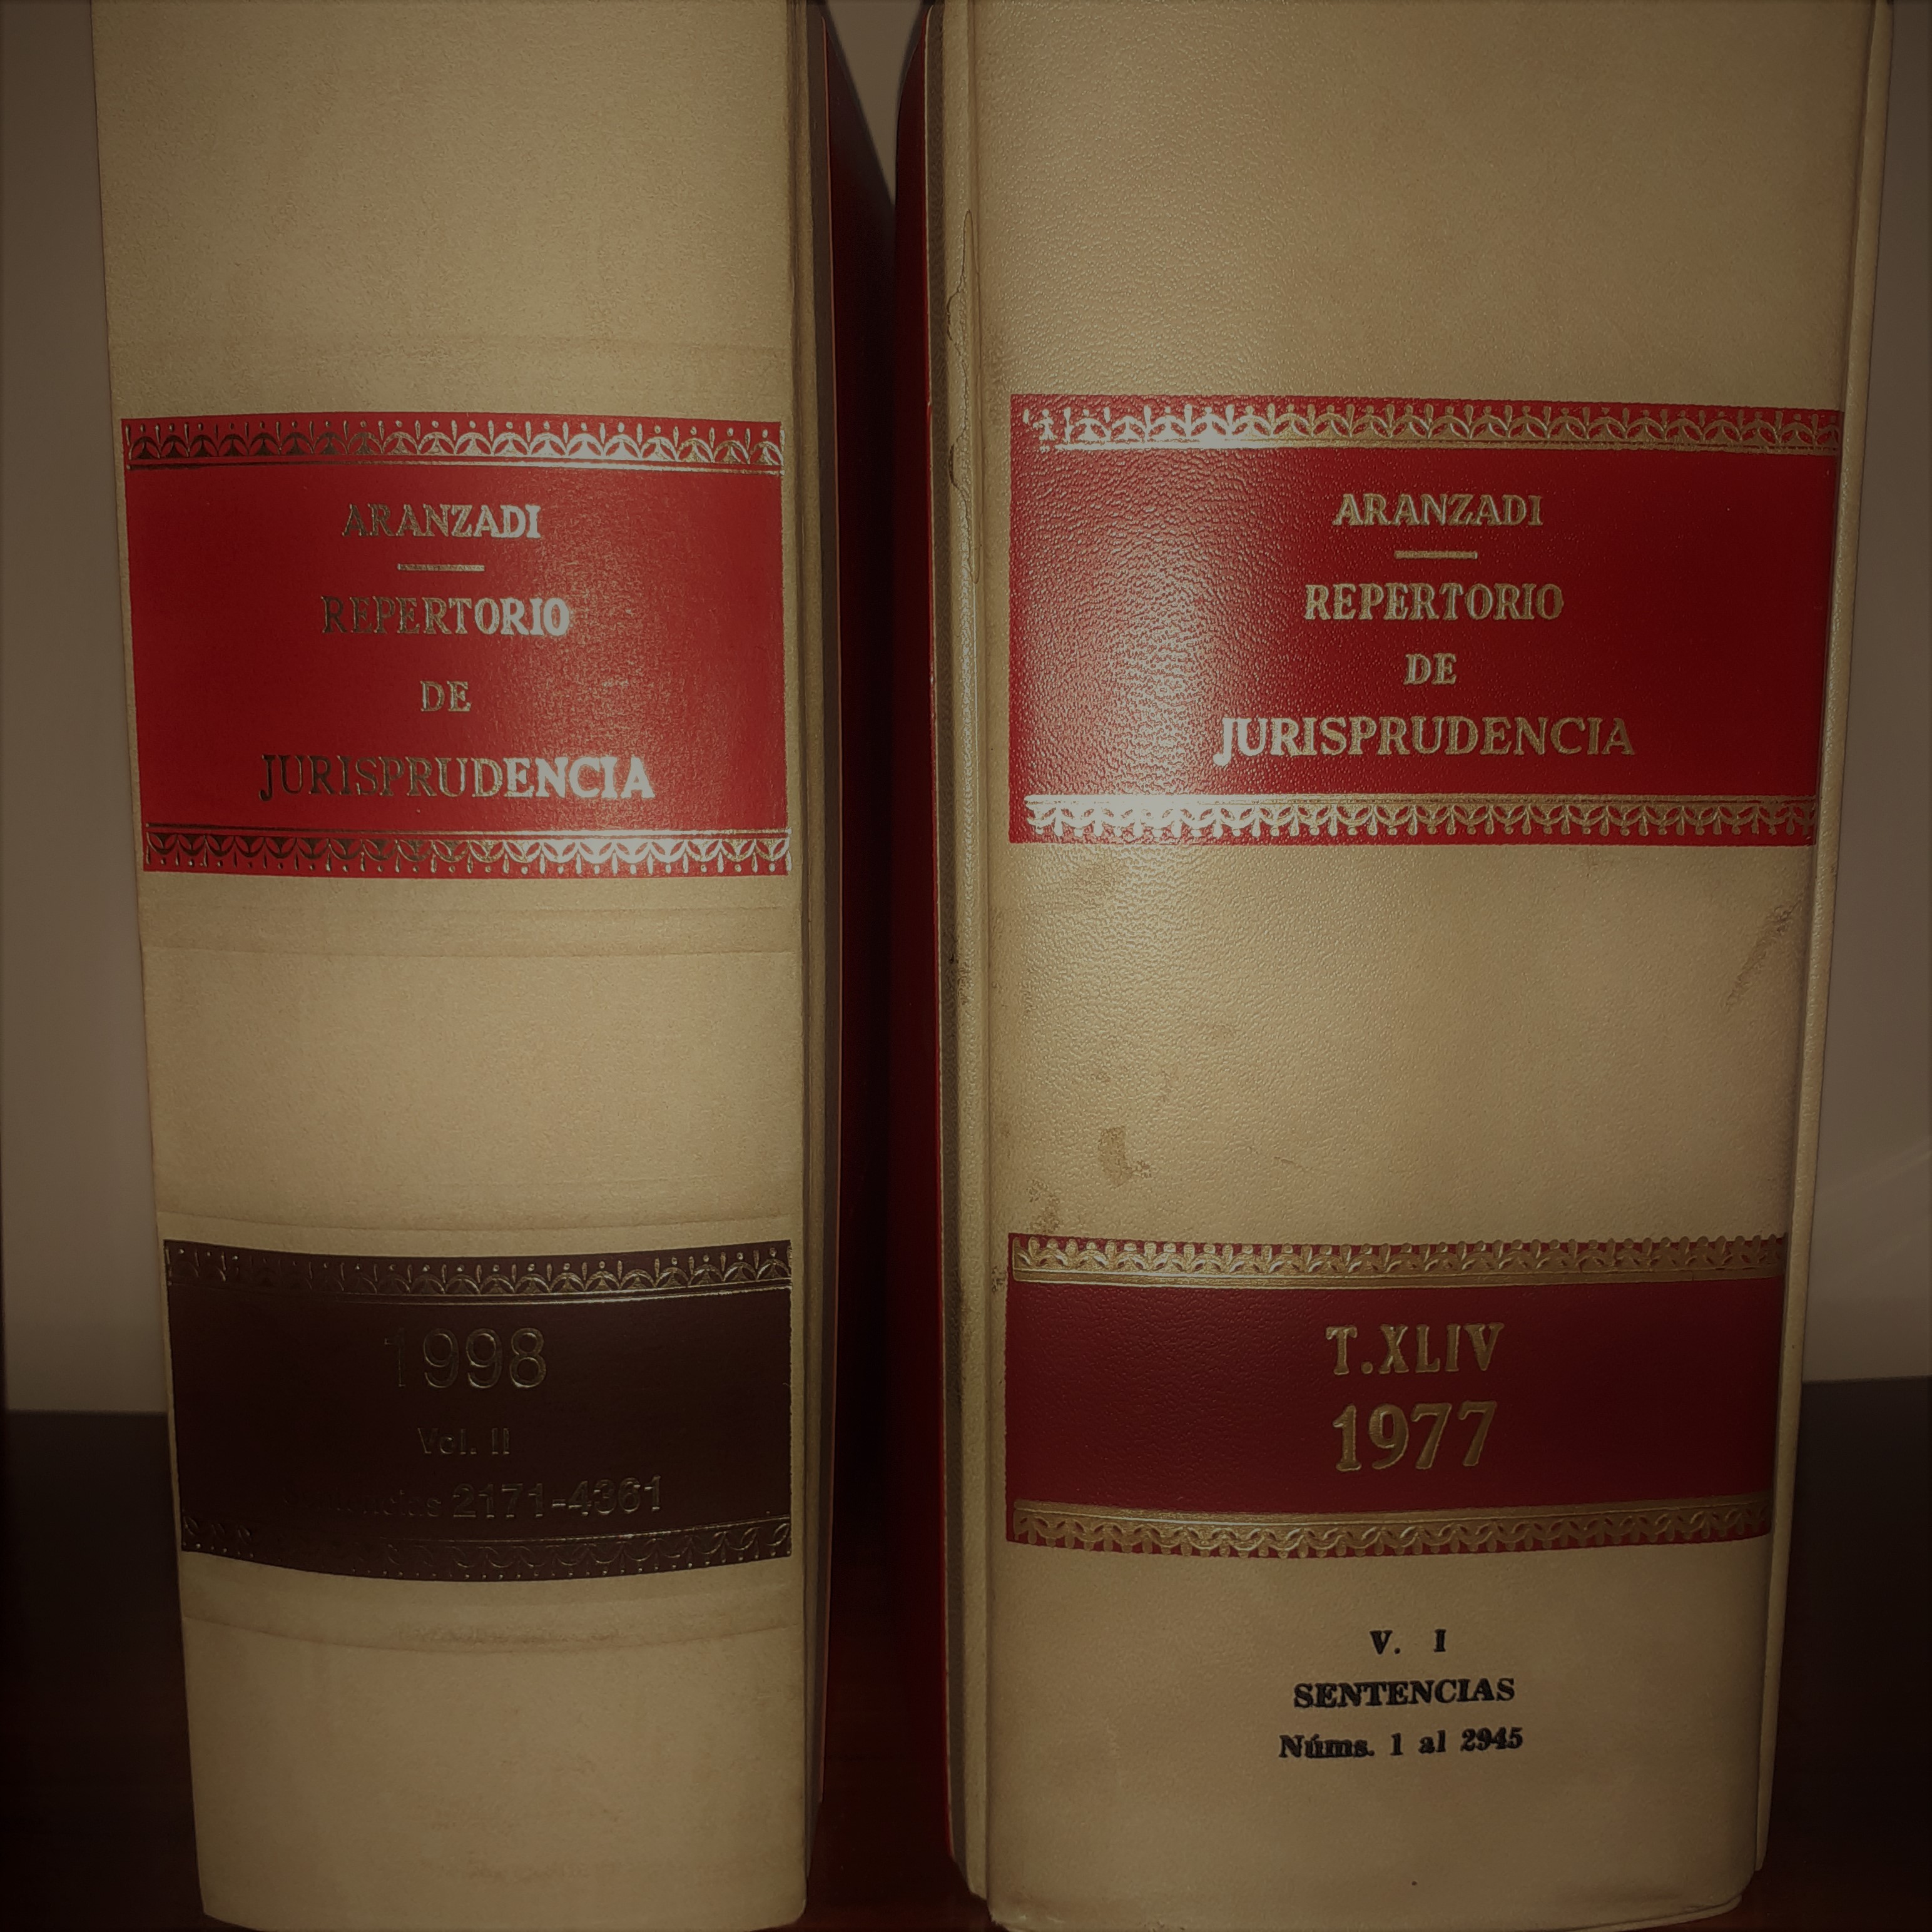 ARANZADI
REPERTORIO
DE
JURISPRUDENCIA
1998
Vol. II
Sentencias 2171-4361
ARANZADI
REPERTORIO
DE
JURISPRUDENCIA
T.XLIV
1977
V. I
SENTENCIAS
Núms. 1 al 2945